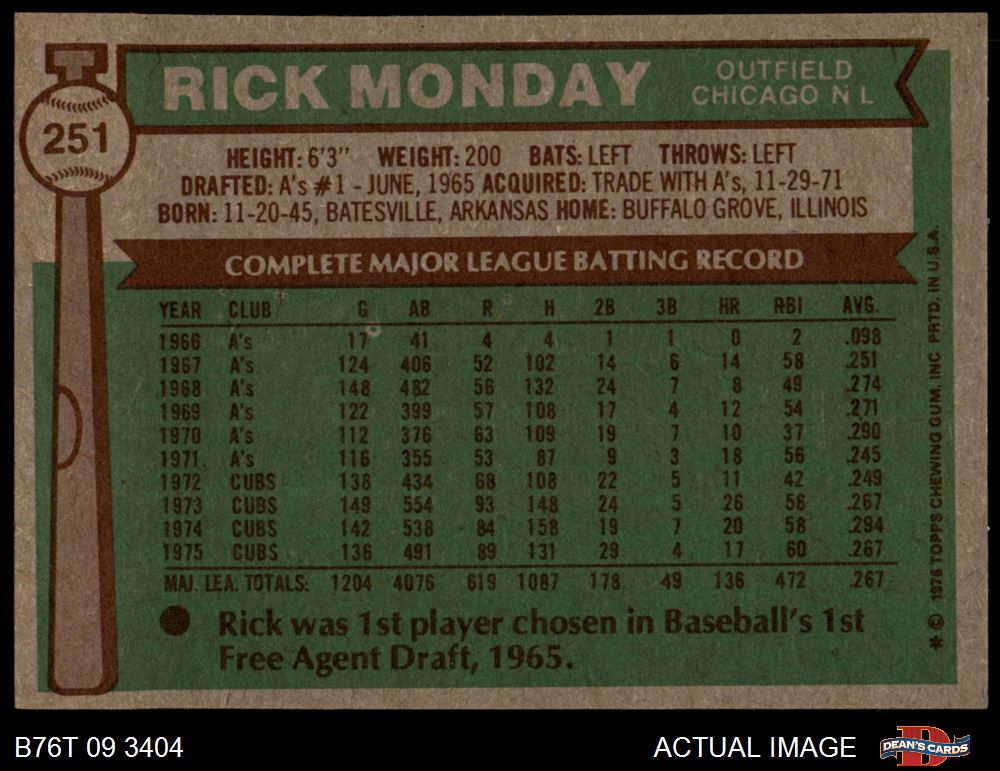 T
251
RICK MONDAY
OUTFIELD
CHICAGO N L
HEIGHT: 6'3" WEIGHT: 200 BATS: LEFT THROWS: LEFT
DRAFTED: A's #1 - JUNE, 1965 ACQUIRED: TRADE WITH A's, 11-29-71
BORN: 11-20-45, BATESVILLE, ARKANSAS HOME: BUFFALO GROVE, ILLINOIS
COMPLETE MAJOR LEAGUE BATTING RECORD
YEAR CLUB G AB R H 2B 3B HR RBI AVG.
1966 A's 17 41 4 4 1 1 0 2 .098
1967 A's 124 406 52 102 14 6 14 58 .251
1968 A's 148 482 56 132 24 7 8 49 .274
1969 A's 122 399 57 108 17 4 12 54 .271
1970 A's 112 376 63 109 19 7 10 37 .290
1971 A's 116 355 53 87 9 3 18 56 .245
1972 CUBS 138 434 68 108 22 5 11 42 .249
1973 CUBS 149 554 93 148 24 5 26 56 .267
1974 CUBS 142 538 84 158 19 7 20 58 .294
1975 CUBS 136 491 89 131 29 4 17 60 .267
MAJ. LEA. TOTALS: 1204 4076 619 1087 178 49 136 472 .267
Rick was 1st player chosen in Baseball's 1st
Free Agent Draft, 1965.
* © 1976 TOPPS CHEWING GUM, INC PRTD. IN U.S.A.
B76T 09 3404
ACTUAL IMAGE
D
DEAN'S CARDS